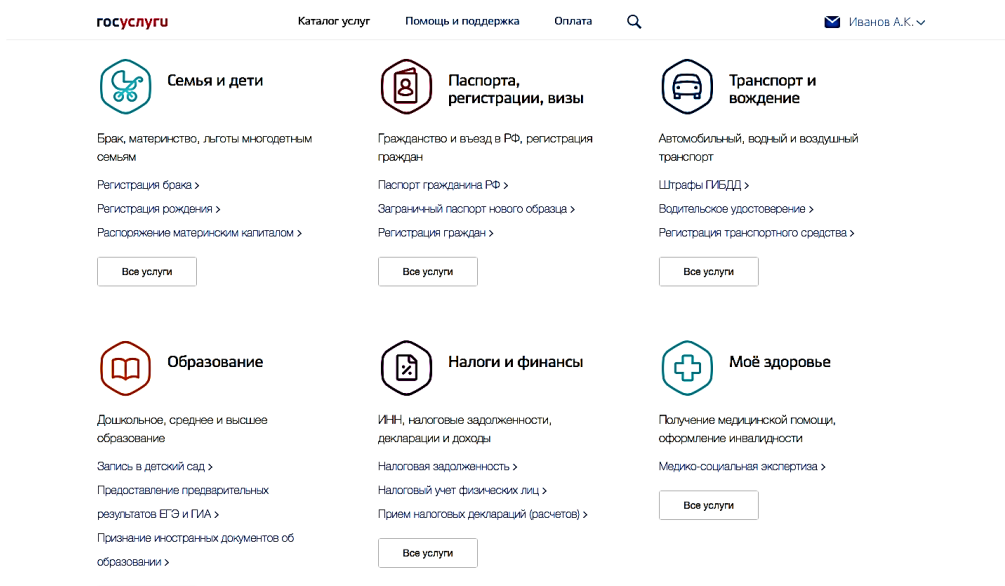 госуслуги
Каталог услуг
Помощь и поддержка
Оплата
Иванов А.К.
Семья и дети
Брак, материнство, льготы многодетным
семьям
Регистрация брака >
Регистрация рождения >
Распоряжение материнским капиталом >
Все услуги
Паспорта,
регистрации, визы
Гражданство и въезд в РФ, регистрация
граждан
Паспорт гражданина РФ >
Заграничный паспорт нового образца >
Регистрация граждан >
Все услуги
Транспорт и
вождение
Автомобильный, водный и воздушный
транспорт
Штрафы ГИБДД >
Водительское удостоверение >
Регистрация транспортного средства >
Все услуги
Образование
Дошкольное, среднее и высшее
образование
Запись в детский сад >
Предоставление предварительных
результатов ЕГЭ и ГИА >
Признание иностранных документов об
образовании >
Налоги и финансы
ИНН, налоговые задолженности,
декларации и доходы
Налоговая задолженность >
Налоговый учет физических лиц >
Прием налоговых деклараций (расчетов) >
Все услуги
Моё здоровье
Получение медицинской помощи,
оформление инвалидности
Медико-социальная экспертиза >
Все услуги